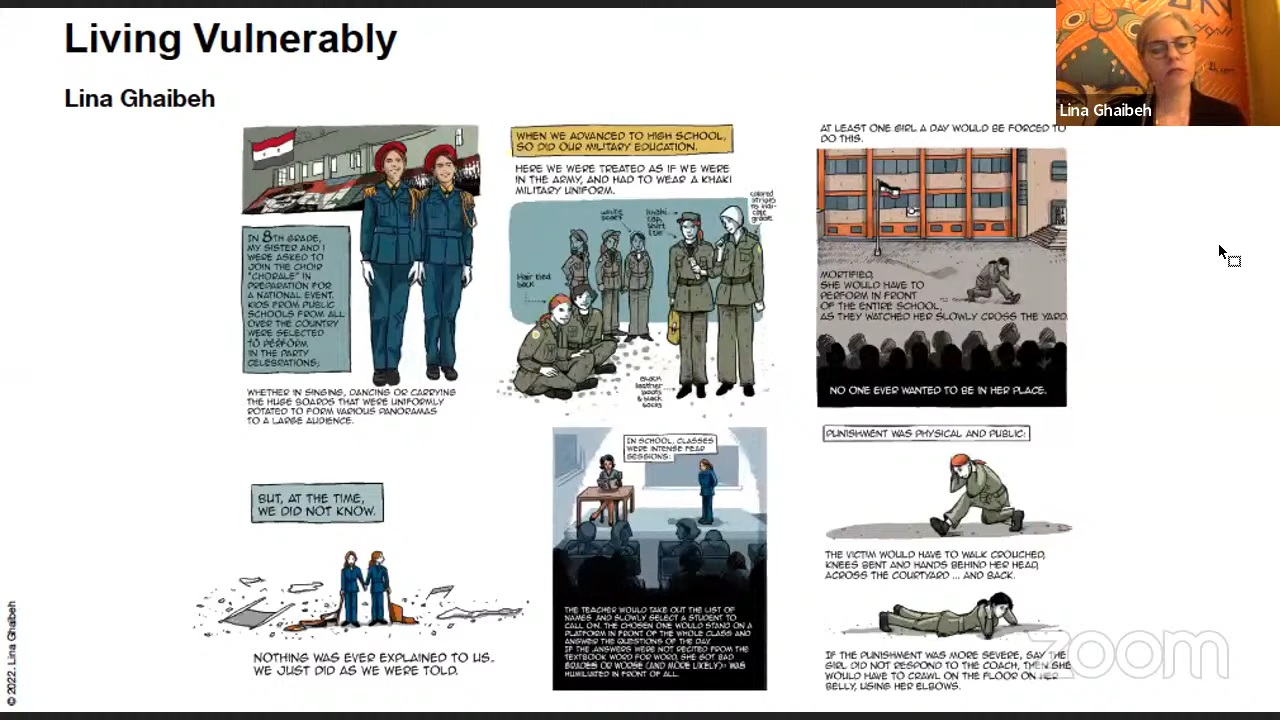 Living Vulnerably
Lina Ghaibeh
IN 8TH GRADE,
MY SISTER AND I
WERE ASKED TO
JOIN THE CHOIR
"CHORALE" IN
PREPARATION FOR
A NATIONAL EVENT.
KIDS FROM PUBLIC
SCHOOLS FROM ALL
OVER THE COUNTRY
WERE SELECTED
TO PERFORM
IN THE PARTY
CELEBRATIONS;
WHETHER IN SINGING, DANCING OR CARRYING
THE HUGE BOARDS THAT WERE UNIFORMLY
ROTATED TO FORM VARIOUS PANORAMAS
TO A LARGE AUDIENCE.
BUT, AT THE TIME,
WE DID NOT KNOW.
NOTHING WAS EVER EXPLAINED TO US.
WE JUST DID AS WE WERE TOLD.
WHEN WE ADVANCED TO HIGH SCHOOL,
SO DID OUR MILITARY EDUCATION.
HERE WE WERE TREATED AS IF WE WERE
IN THE ARMY, AND HAD TO WEAR A KHAKI
MILITARY UNIFORM.
white
scarf
khaki
cap,
shirt
tie
colored
stripes
to indi-
cate
grade
Hair tied
back
Black
leather
boots
& black
socks
IN SCHOOL, CLASSES
WERE INTENSE FEAR
SESSIONS:
THE TEACHER WOULD TAKE OUT THE LIST OF
NAMES AND SLOWLY SELECT A STUDENT TO
CALL ON. THE CHOSEN ONE WOULD STAND ON A
PLATFORM IN FRONT OF THE WHOLE CLASS AND
ANSWER THE QUESTIONS OF THE DAY.
IF THE ANSWERS WERE NOT RECITED FROM THE
TEXTBOOK WORD FOR WORD, SHE GOT BAD
GRADES OR WORSE (AND MORE LIKELY): WAS
HUMILIATED IN FRONT OF ALL.
AT LEAST ONE GIRL A DAY WOULD BE FORCED TO
DO THIS.
MORTIFIED,
SHE WOULD HAVE TO
PERFORM IN FRONT
OF THE ENTIRE SCHOOL
AS THEY WATCHED HER SLOWLY CROSS THE YARD.
NO ONE EVER WANTED TO BE IN HER PLACE.
PUNISHMENT WAS PHYSICAL AND PUBLIC:
THE VICTIM WOULD HAVE TO WALK CROUCHED,
KNEES BENT AND HANDS BEHIND HER HEAD,
ACROSS THE COURTYARD ... AND BACK.
IF THE PUNISHMENT WAS MORE SEVERE, SAY THE
GIRL DID NOT RESPOND TO THE COACH, THEN SHE
WOULD HAVE TO CRAWL ON THE FLOOR ON HER
BELLY, USING HER ELBOWS.
Lina Ghaibeh
© 2022. Lina Ghaibeh
zoom